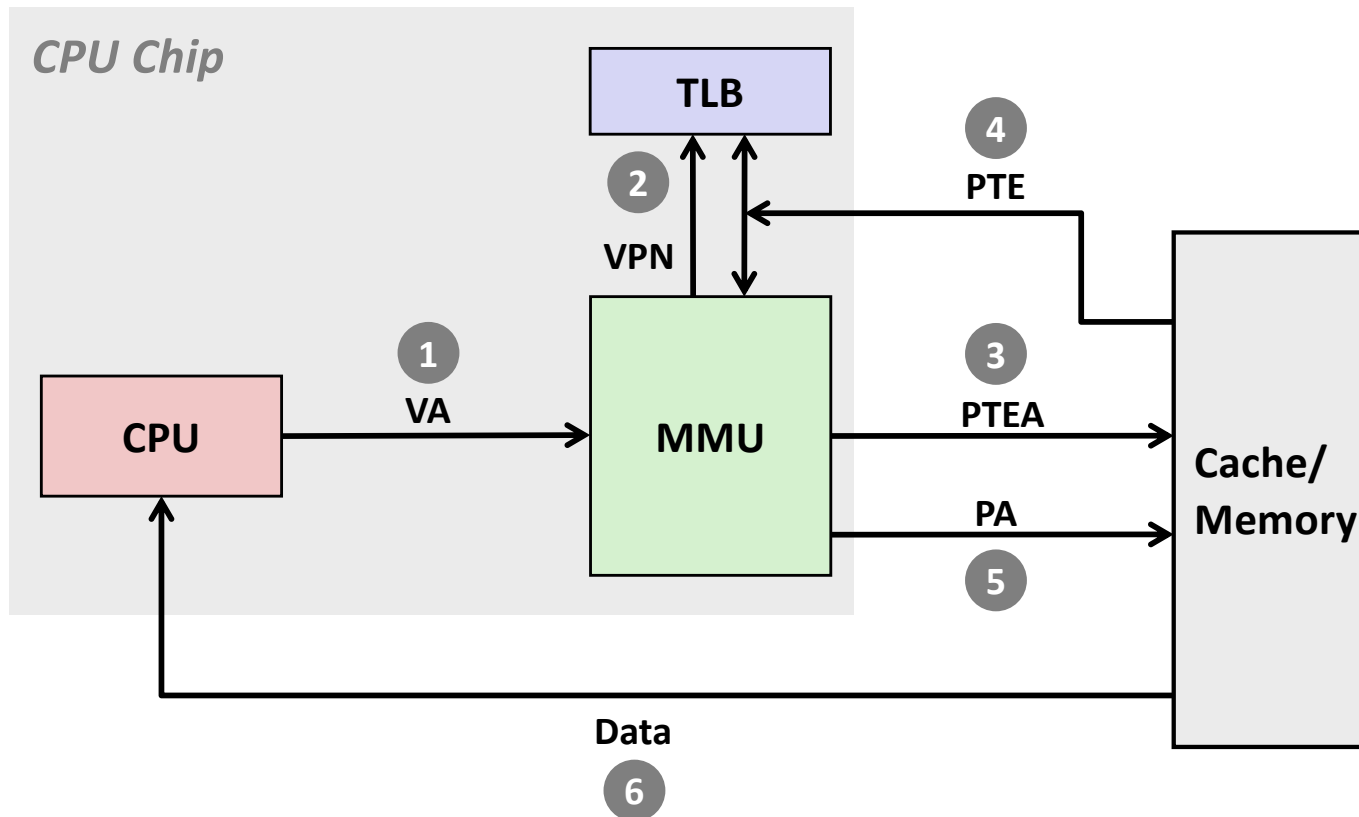 CPU Chip
TLB
4
PTE
2
VPN
1
VA
3
PTEA
CPU
MMU
Cache/
Memory
PA
5
Data
6